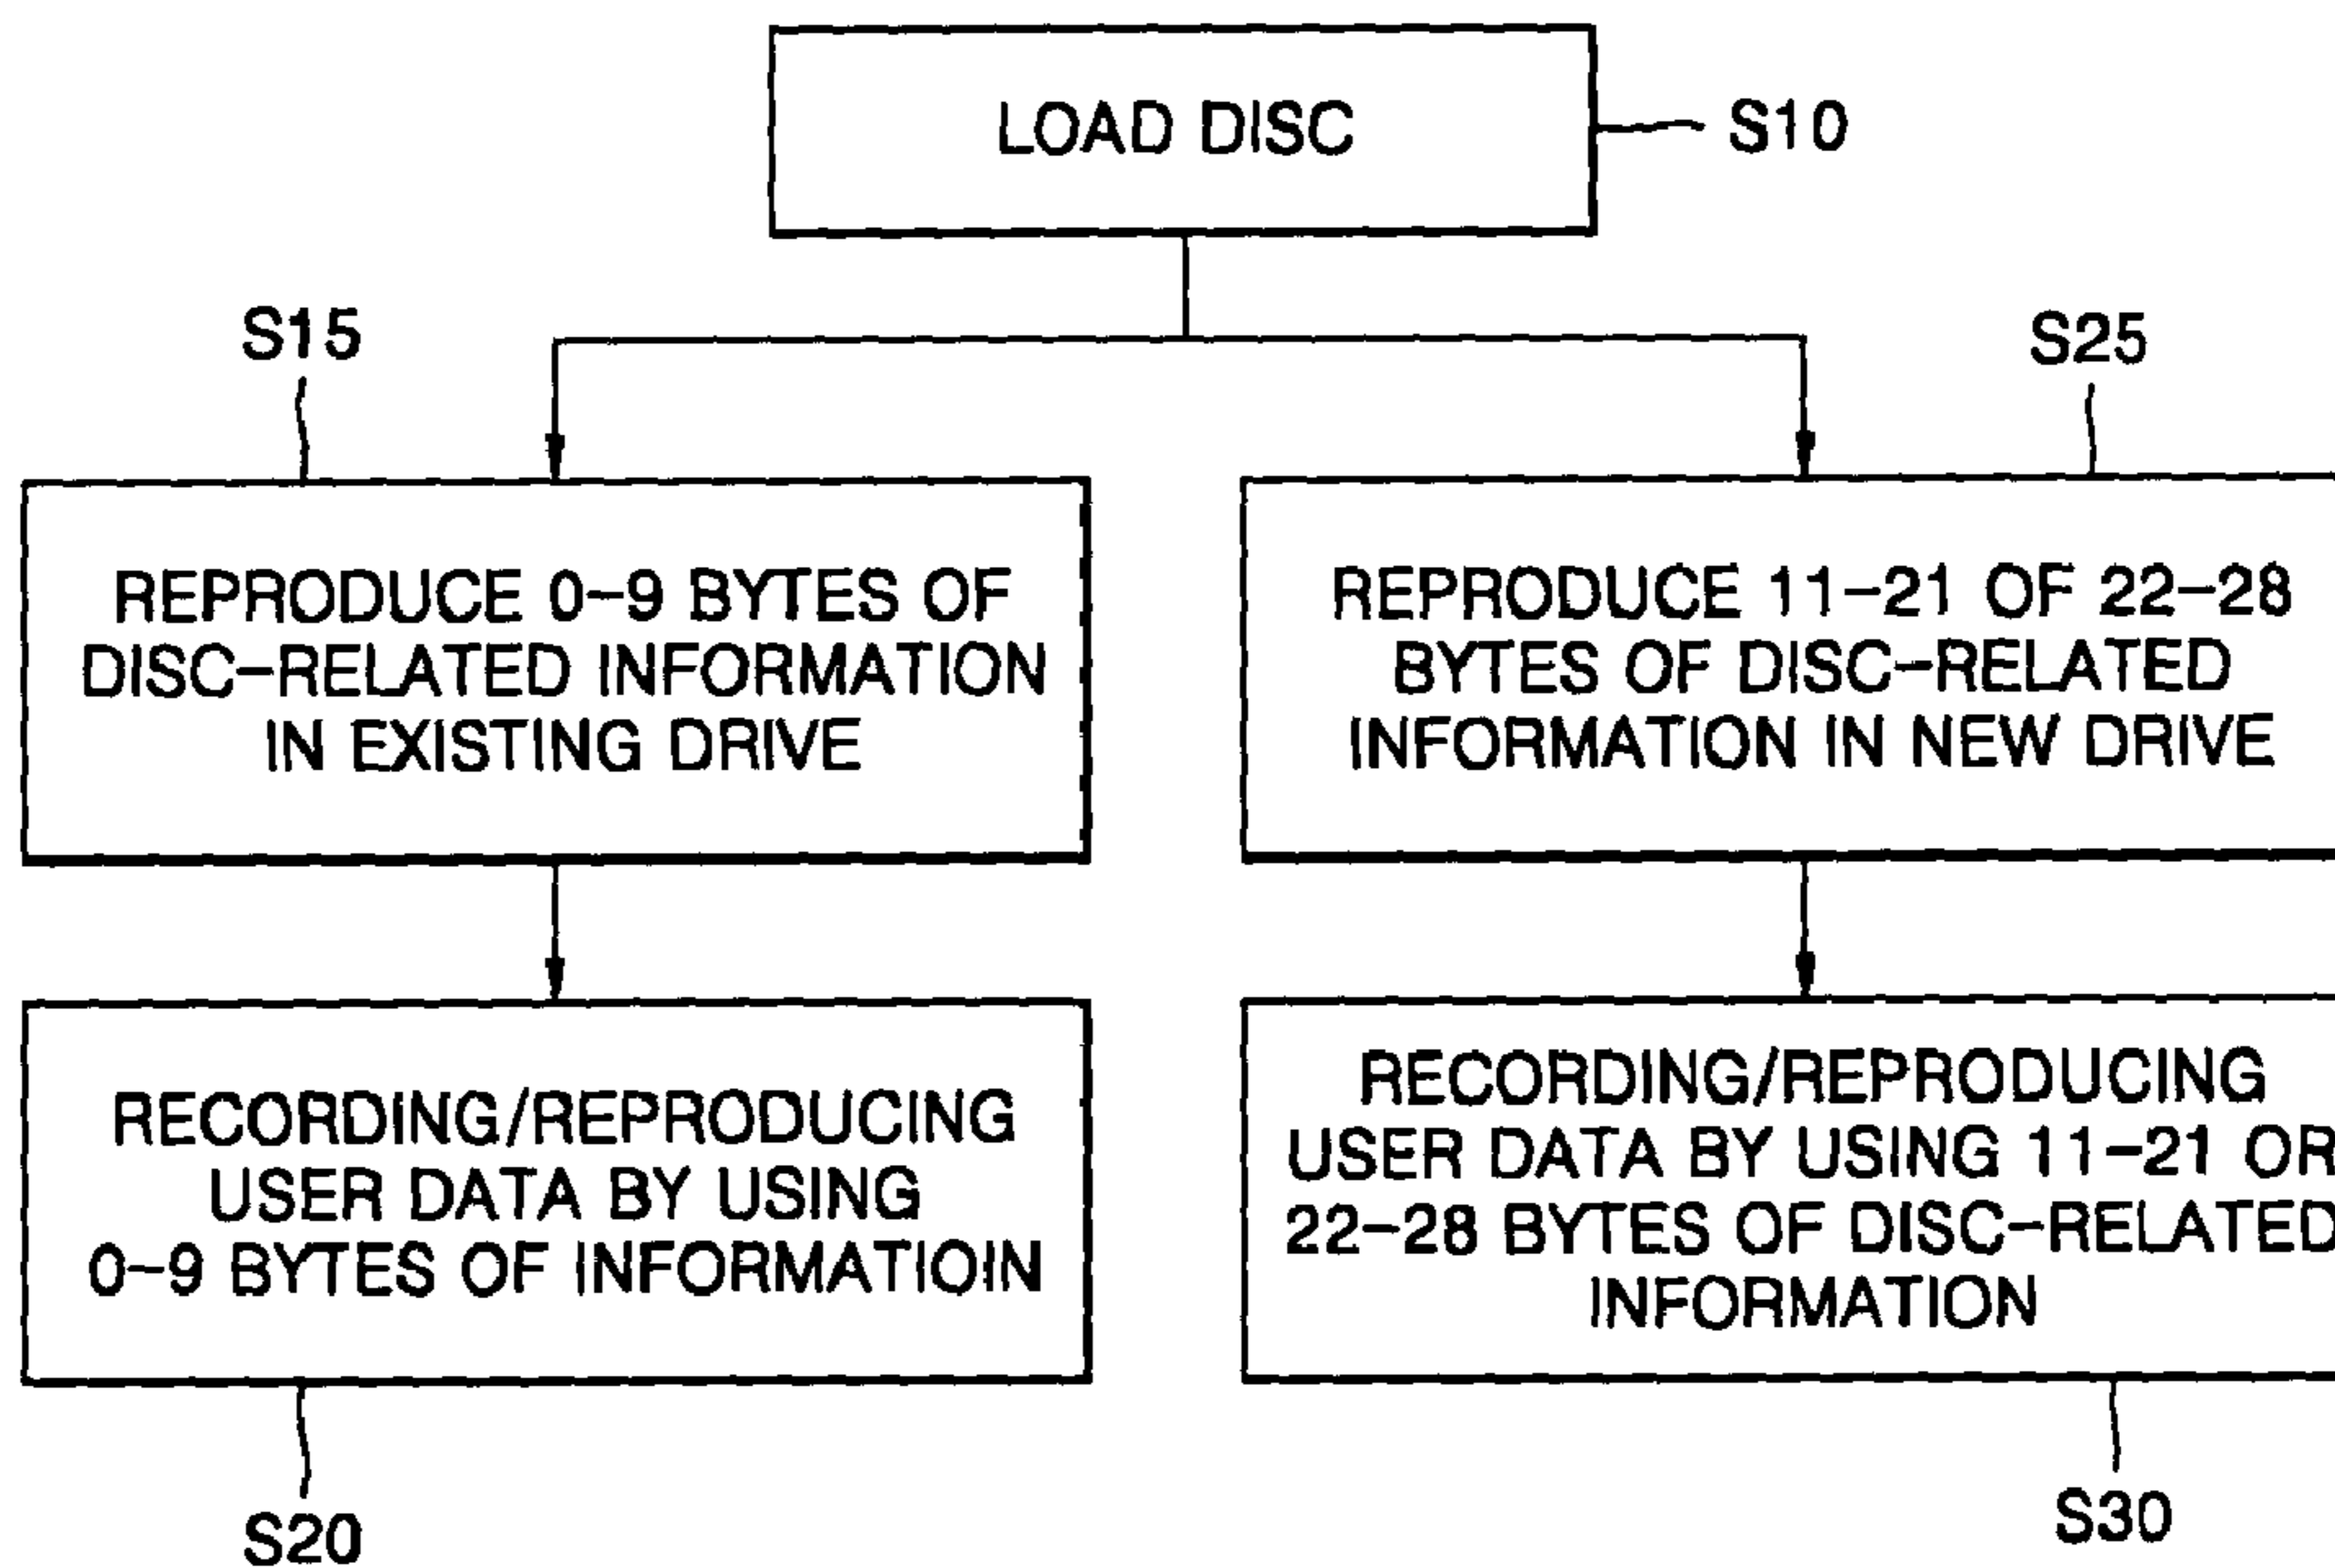 LOAD DISC
S10
S15
S25
REPRODUCE 0-9 BYTES OF
DISC-RELATED INFORMATION
IN EXISTING DRIVE
REPRODUCE 11-21 OF 22-28
BYTES OF DISC-RELATED
INFORMATION IN NEW DRIVE
RECORDING/REPRODUCING
USER DATA BY USING
0-9 BYTES OF INFORMATIOIN
RECORDING/REPRODUCING
USER DATA BY USING 11-21 OR
22-28 BYTES OF DISC-RELATED
INFORMATION
S20
S30